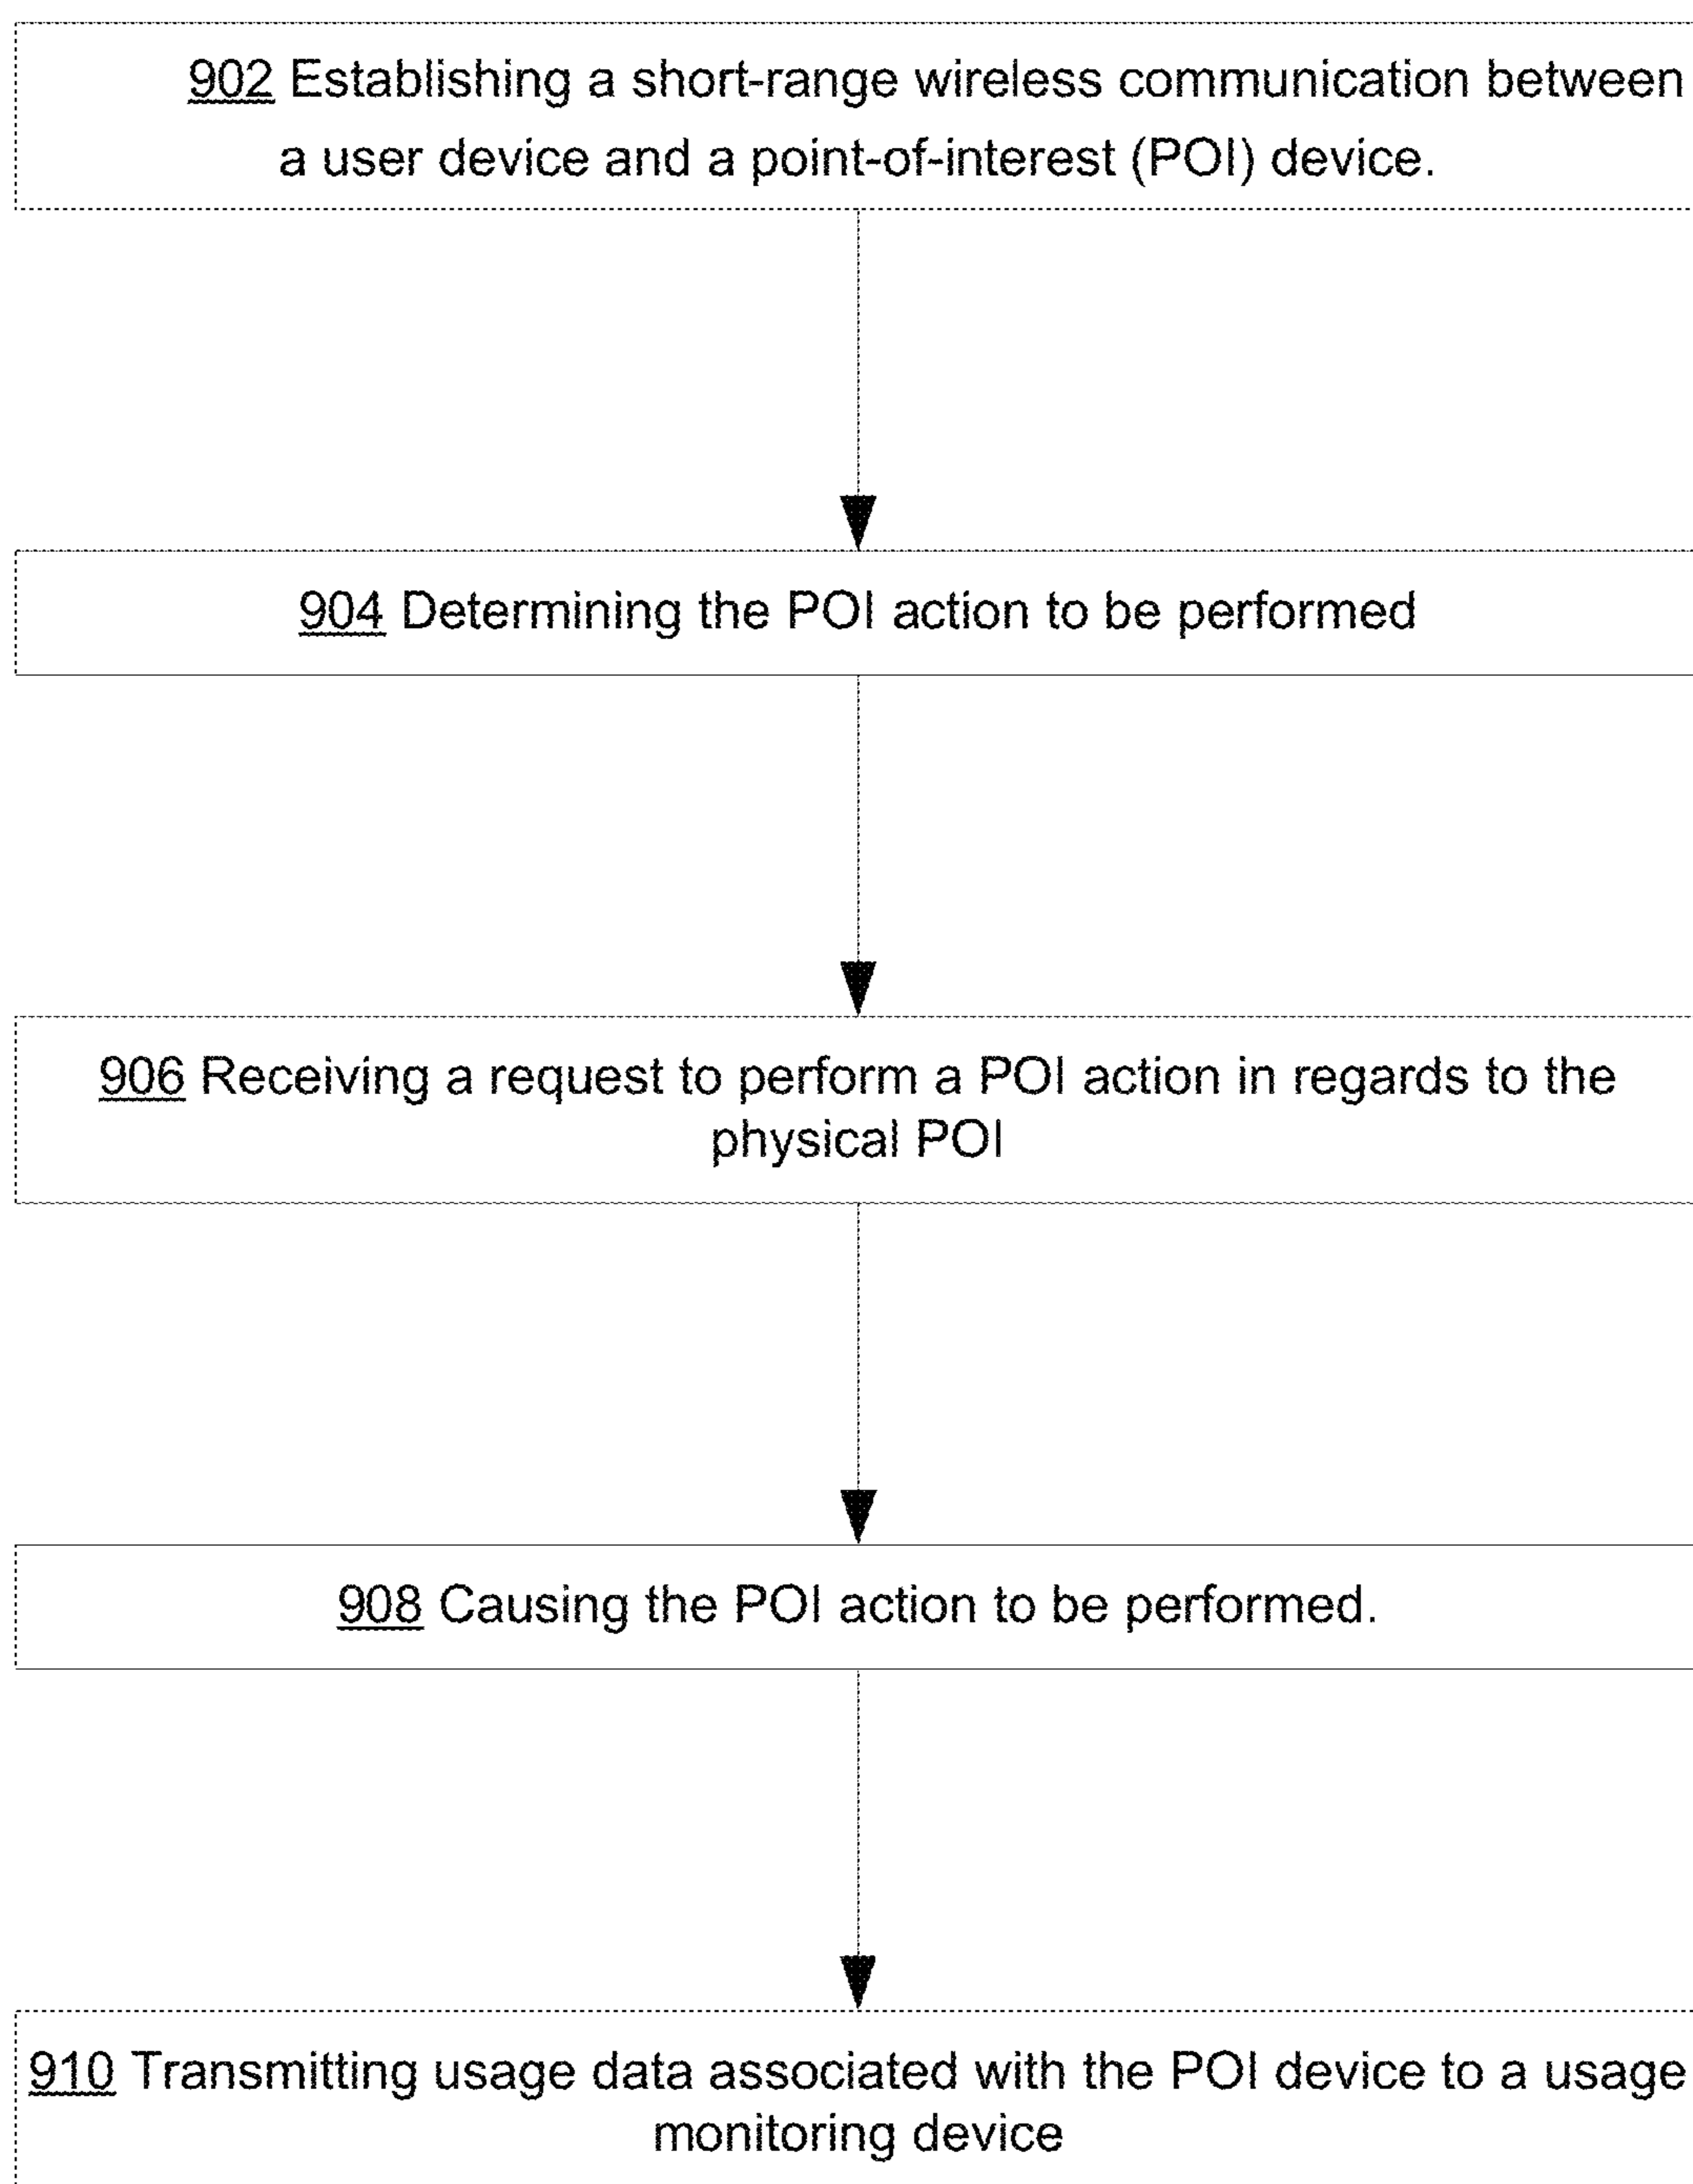 902 Establishing a short-range wireless communication between
a user device and a point-of-interest (POI) device.
904 Determining the POI action to be performed
906 Receiving a request to perform a POI action in regards to the
physical POI
908 Causing the POI action to be performed.
910 Transmitting usage data associated with the POI device to a usage
monitoring device